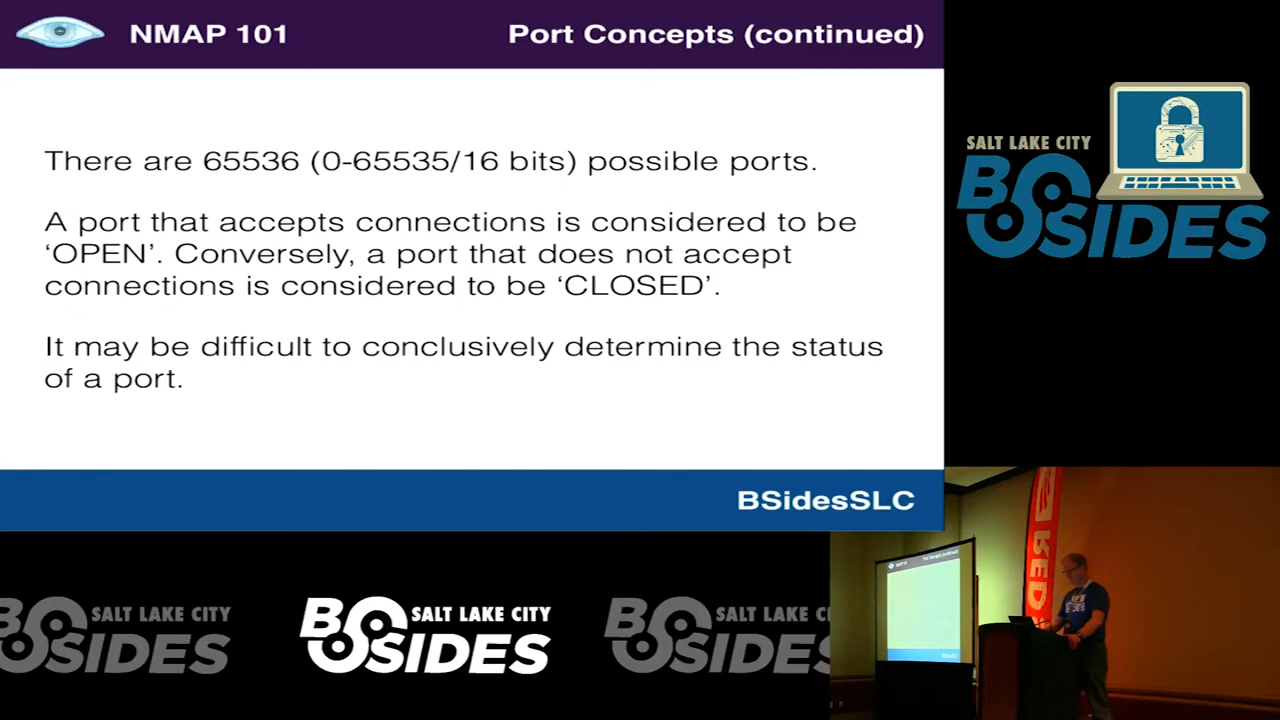 NMAP 101
Port Concepts (continued)
There are 65536 (0-65535/16 bits) possible ports.
A port that accepts connections is considered to be
‘OPEN’. Conversely, a port that does not accept
connections is considered to be ‘CLOSED’.
It may be difficult to conclusively determine the status
of a port.
BSidesSLC
SALT LAKE CITY
BSIDES
SALT LAKE CITY
BSIDES
SALT LAKE CITY
BSIDES
SALT LAKE CI
BSIDES
RED